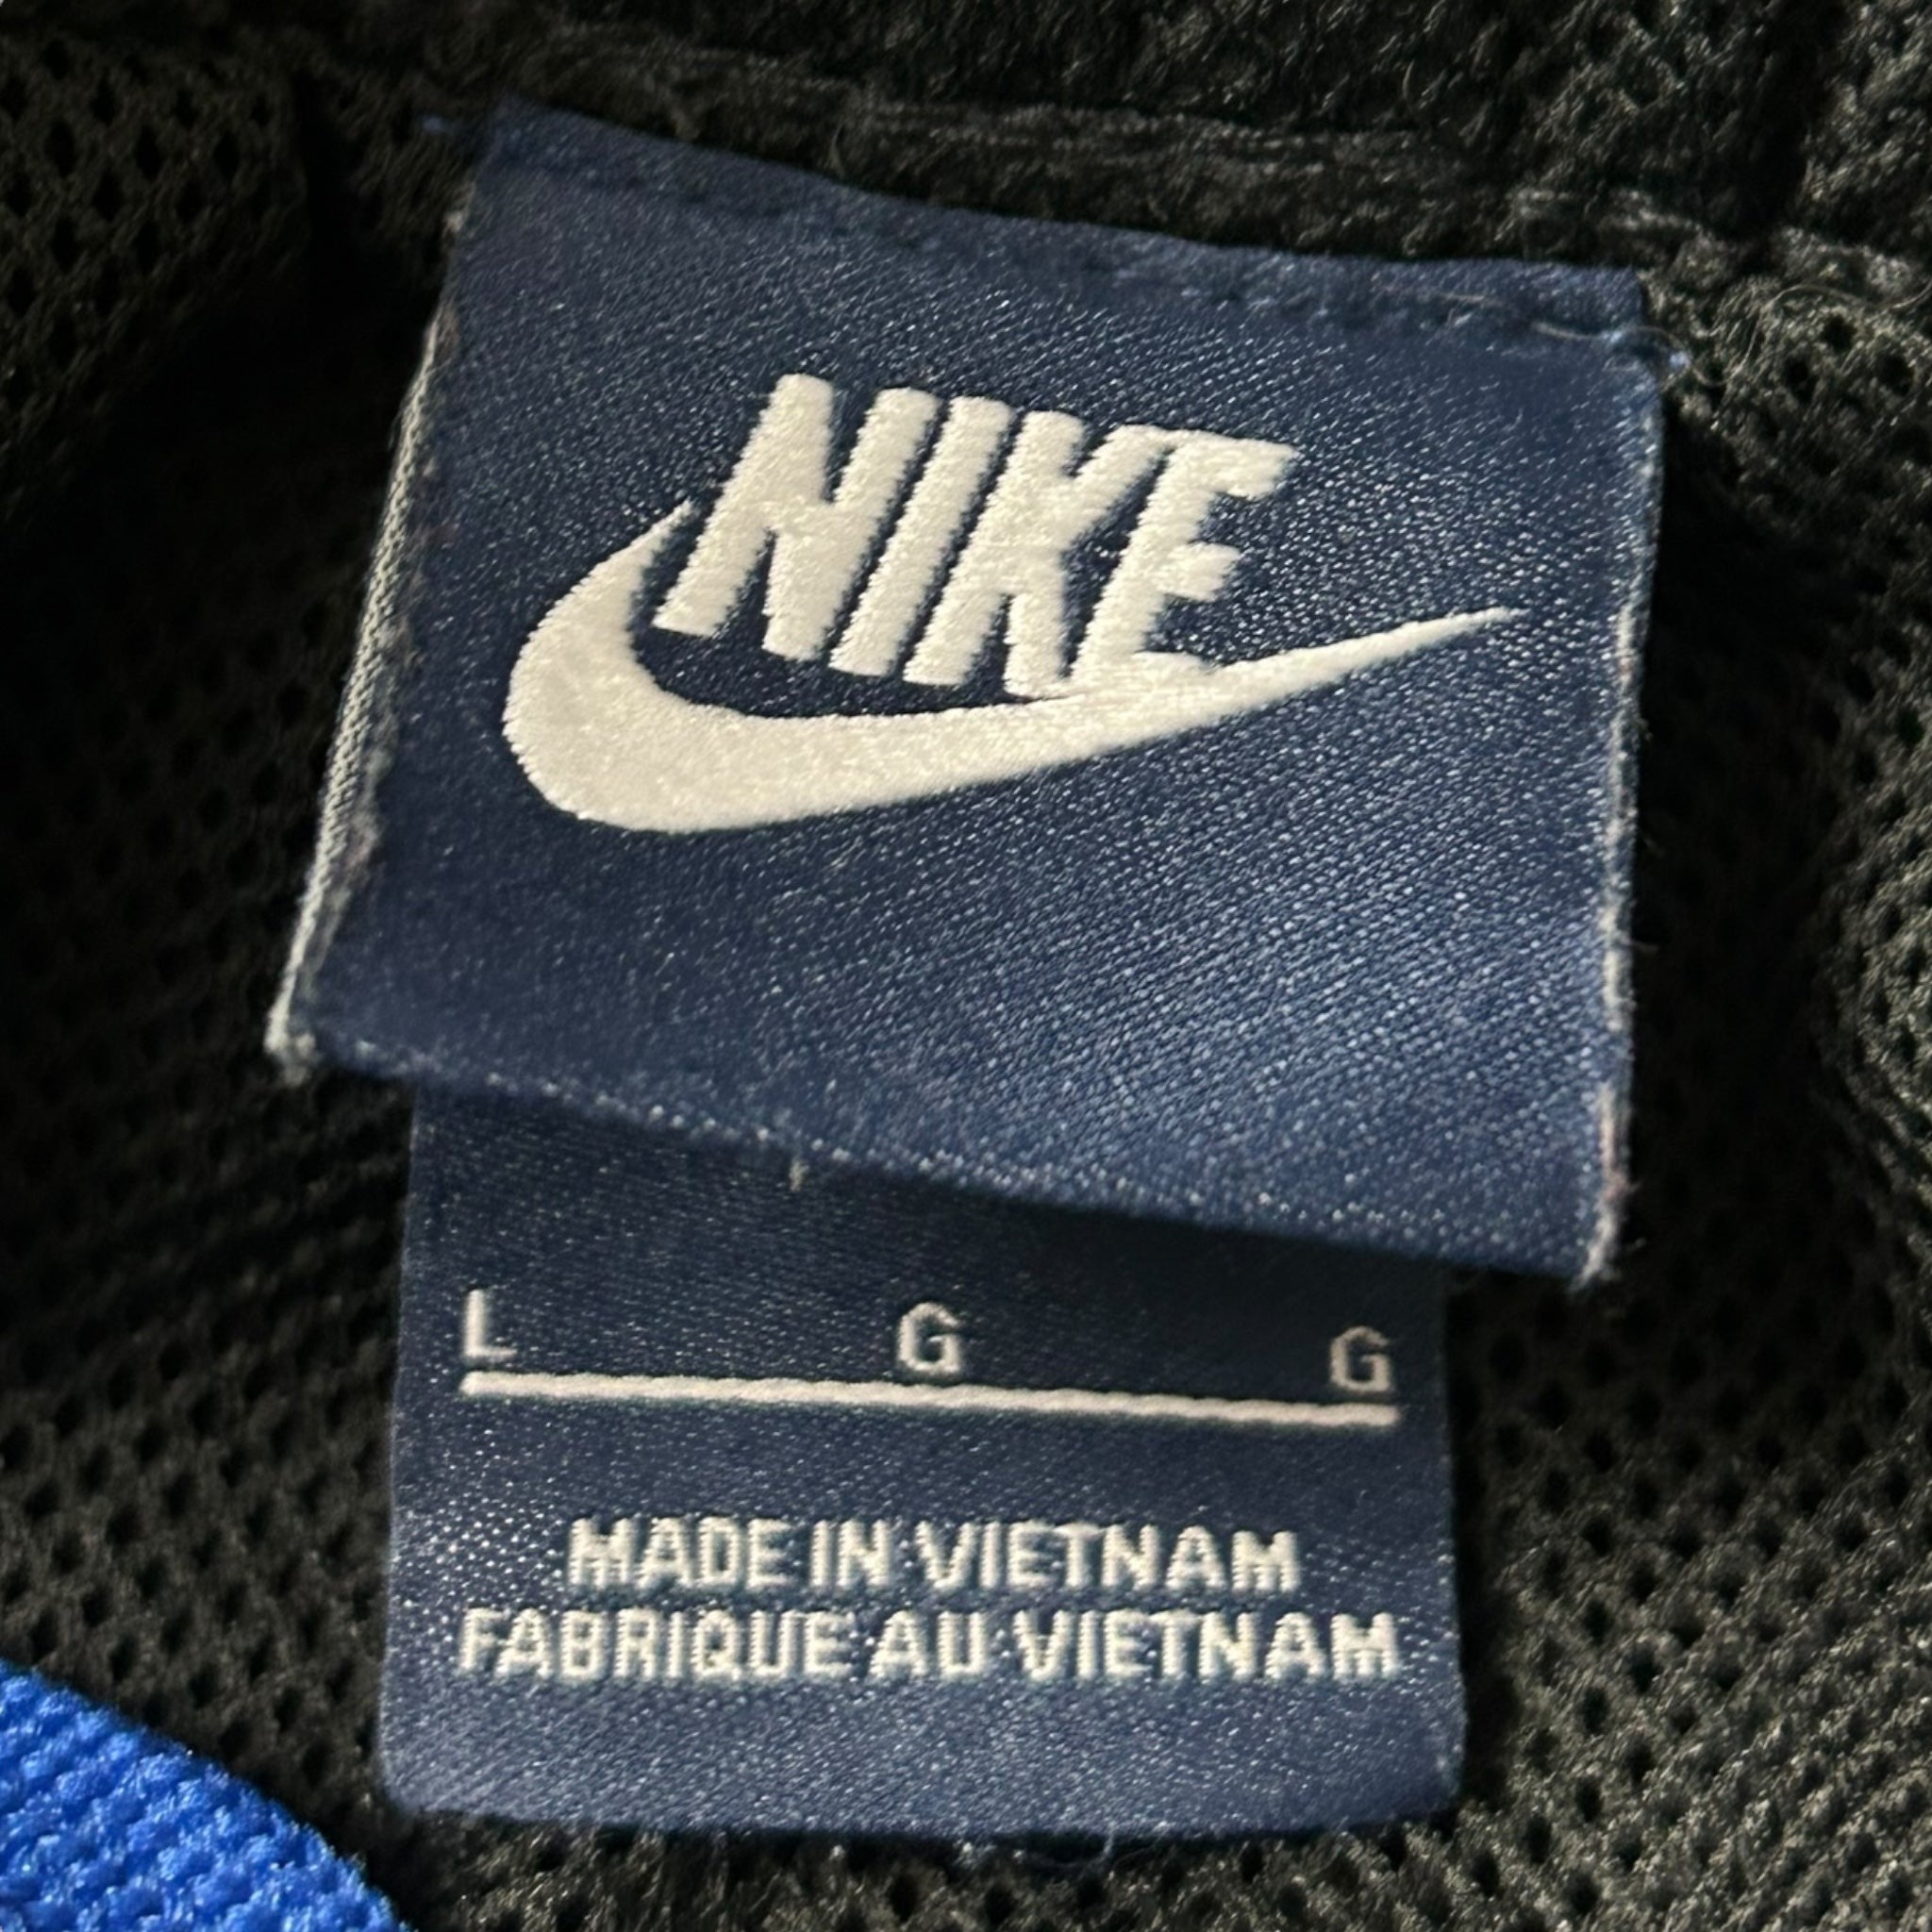 NIKE
L G G
MADE IN VIETNAM
FABRIQUE AU VIETNAM